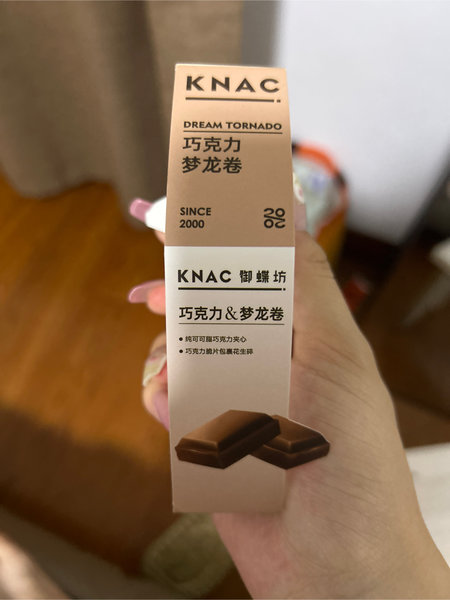 KNAC
DREAM TORNADO
巧克力
梦龙卷
SINCE
2000
20
20
KNAC 御蝶坊
巧克力&梦龙卷
• 纯可可脂巧克力夹心
• 巧克力脆片包裹花生碎